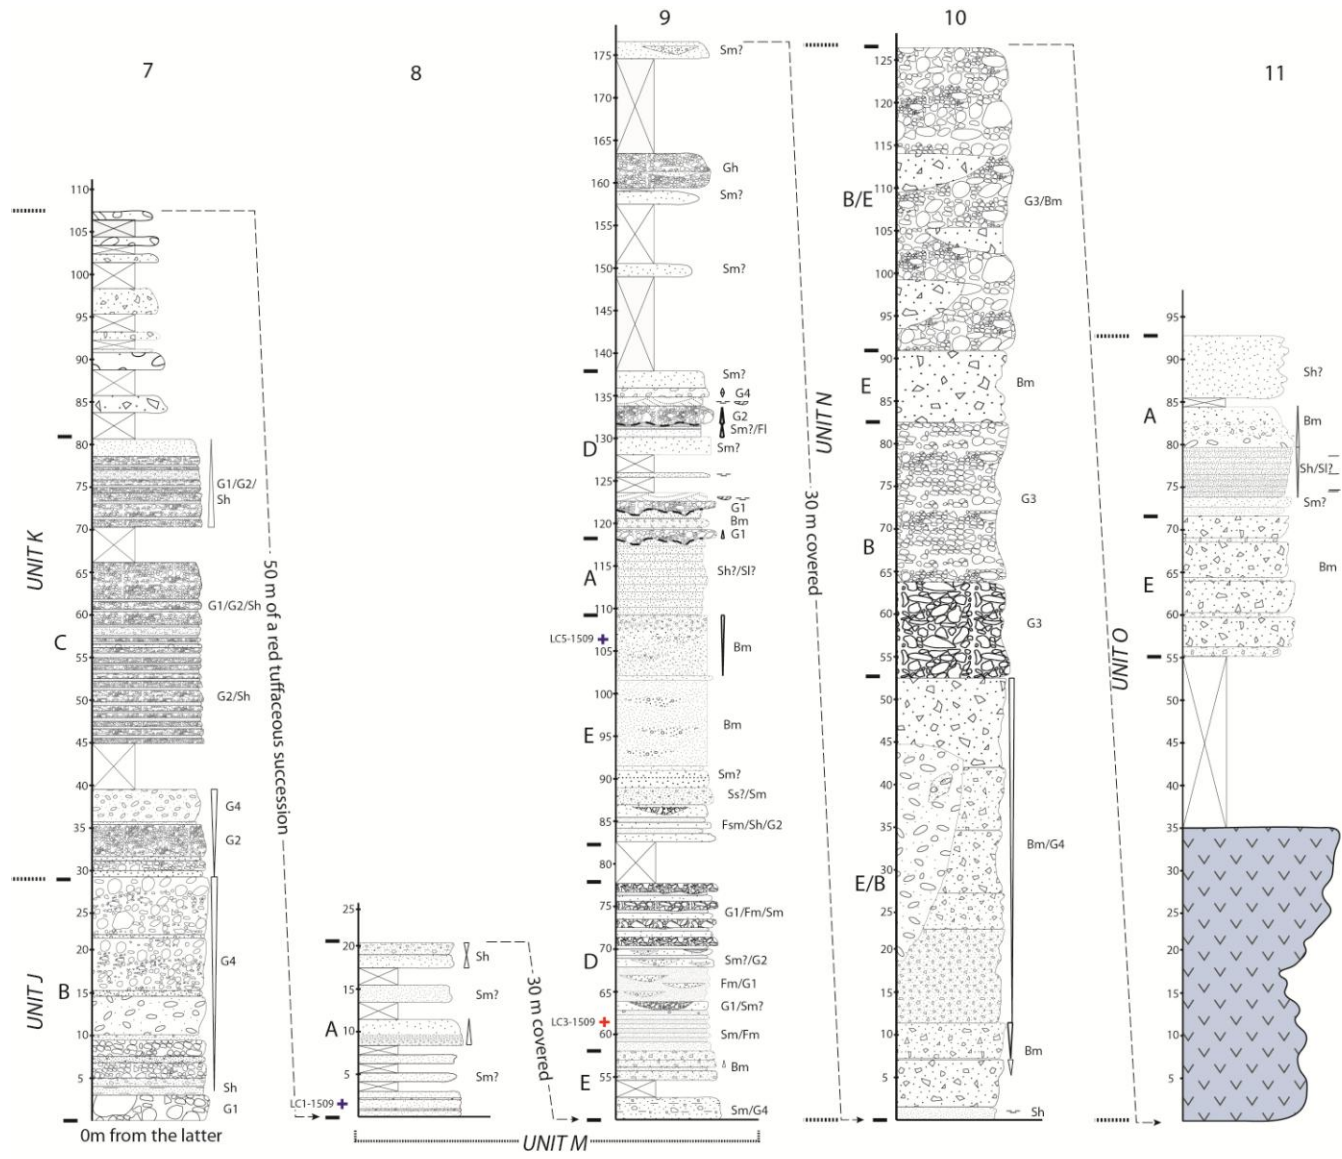 7
8
9
10
11
110
105
100
95
90
85
80
75
70
65
60
55
50
45
40
35
30
25
20
15
10
5
UNIT K
UNIT J
C
B
G1/G2/
Sh
G1/G2/Sh
G2/Sh
G4
G2
G4
Sh
G1
0m from the latter
50 m of a red tuffaceous succession
25
20
15
10
5
A
Sh
Sm?
Sm?
LC1-1509
30 m covered
UNIT M
175
170
165
160
155
150
145
140
135
130
125
120
115
110
105
100
95
90
85
80
75
70
65
60
55
D
A
E
D
E
LC5-1509
LC3-1509
Sm?
Gh
Sm?
Sm?
Sm?
G4
G2
Sm?/Fl
Sm?
G1
Bm
G1
Sh?/Sl?
Bm
Bm
Sm?
Ss?/Sm
Fsm/Sh/G2
G1/Fm/Sm
Sm?/G2
Fm/G1
G1/Sm?
Sm/Fm
Bm
Sm/G4
30 m covered
UNIT N
125
120
115
110
105
100
95
90
85
80
75
70
65
60
55
50
45
40
35
30
25
20
15
10
5
B/E
E
B
E/B
G3/Bm
Bm
G3
G3
Bm/G4
Bm
Sh
UNIT O
95
90
85
80
75
70
65
60
55
50
45
40
35
30
25
20
15
10
5
A
E
Sh?
Bm
Sh/Sl?
Sm?
Bm